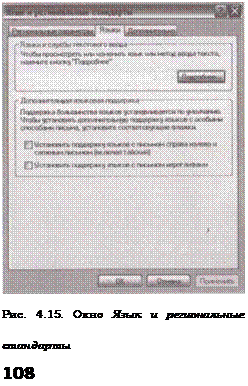 Язык и региональные стандарты
Региональные параметры Языки Дополнительно
Языки и службы текстового ввода
Чтобы просмотреть или изменить язык или метод ввода текста,
нажмите кнопку "Подробнее".
Подробнее...
Дополнительная языковая поддержка
Поддержка большинства языков устанавливается по умолчанию.
Чтобы установить дополнительную поддержку языков с особыми
способами письма, установите соответствующие флажки.
Установить поддержку языков с письмом справа налево и
сложным письмом (включая тайский)
Установить поддержку языков с письмом иероглифами
ОК Отмена Применить
Рис. 4.15. Окно Язык и региональные
стандарты
108